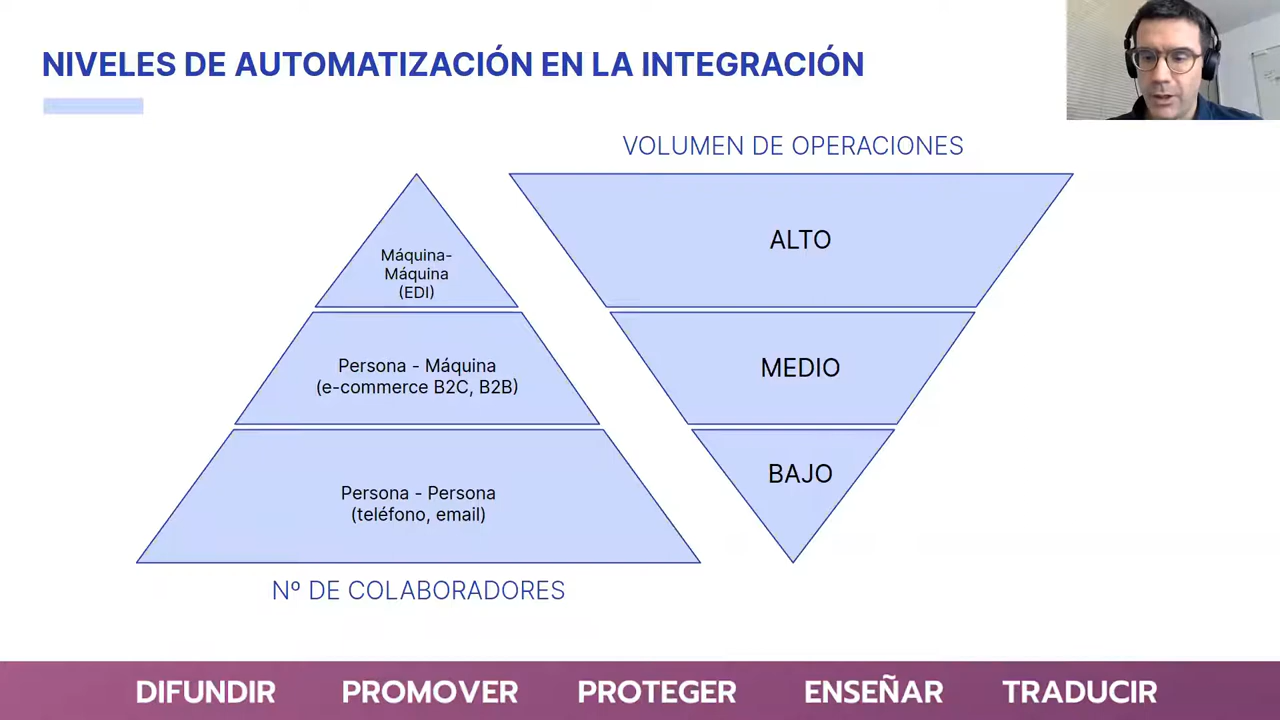 NIVELES DE AUTOMATIZACIÓN EN LA INTEGRACIÓN
VOLUMEN DE OPERACIONES
Máquina-
Máquina
(EDI)
Persona - Máquina
(e-commerce B2C, B2B)
Persona - Persona
(teléfono, email)
Nº DE COLABORADORES
ALTO
MEDIO
BAJO
DIFUNDIR PROMOVER PROTEGER ENSEÑAR TRADUCIR